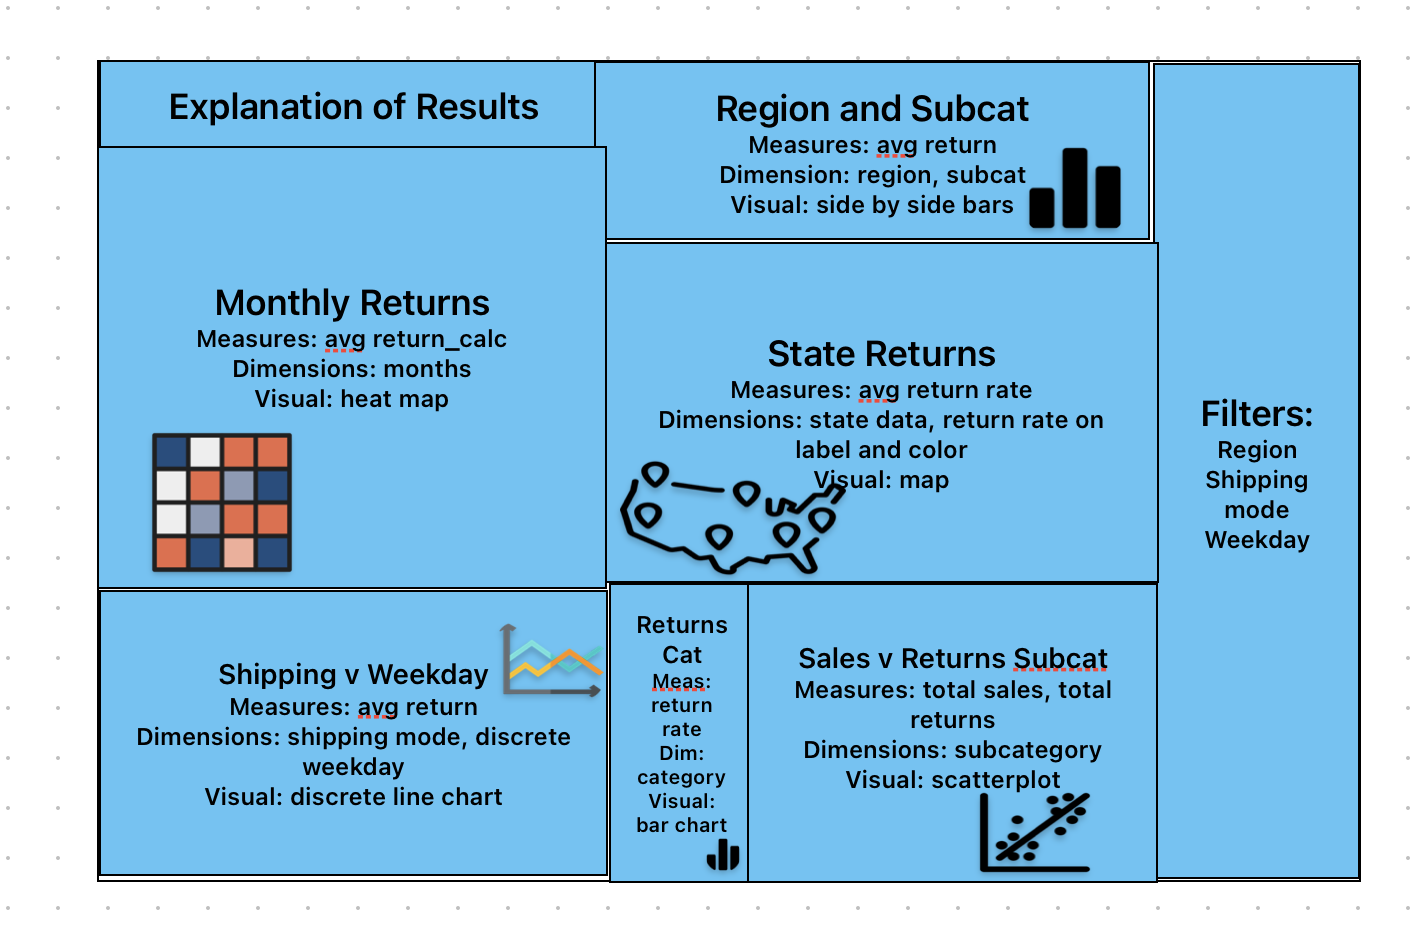 Explanation of Results
Region and Subcat
Measures: avg return
Dimension: region, subcat
Visual: side by side bars
Monthly Returns
Measures: avg return_calc
Dimensions: months
Visual: heat map
State Returns
Measures: avg return rate
Dimensions: state data, return rate on
label and color
Visual: map
Filters:
Region
Shipping
mode
Weekday
Shipping v Weekday
Measures: avg return
Dimensions: shipping mode, discrete
weekday
Visual: discrete line chart
Returns
Cat
Meas:
return
rate
Dim:
category
Visual:
bar chart
Sales v Returns Subcat
Measures: total sales, total
returns
Dimensions: subcategory
Visual: scatterplot